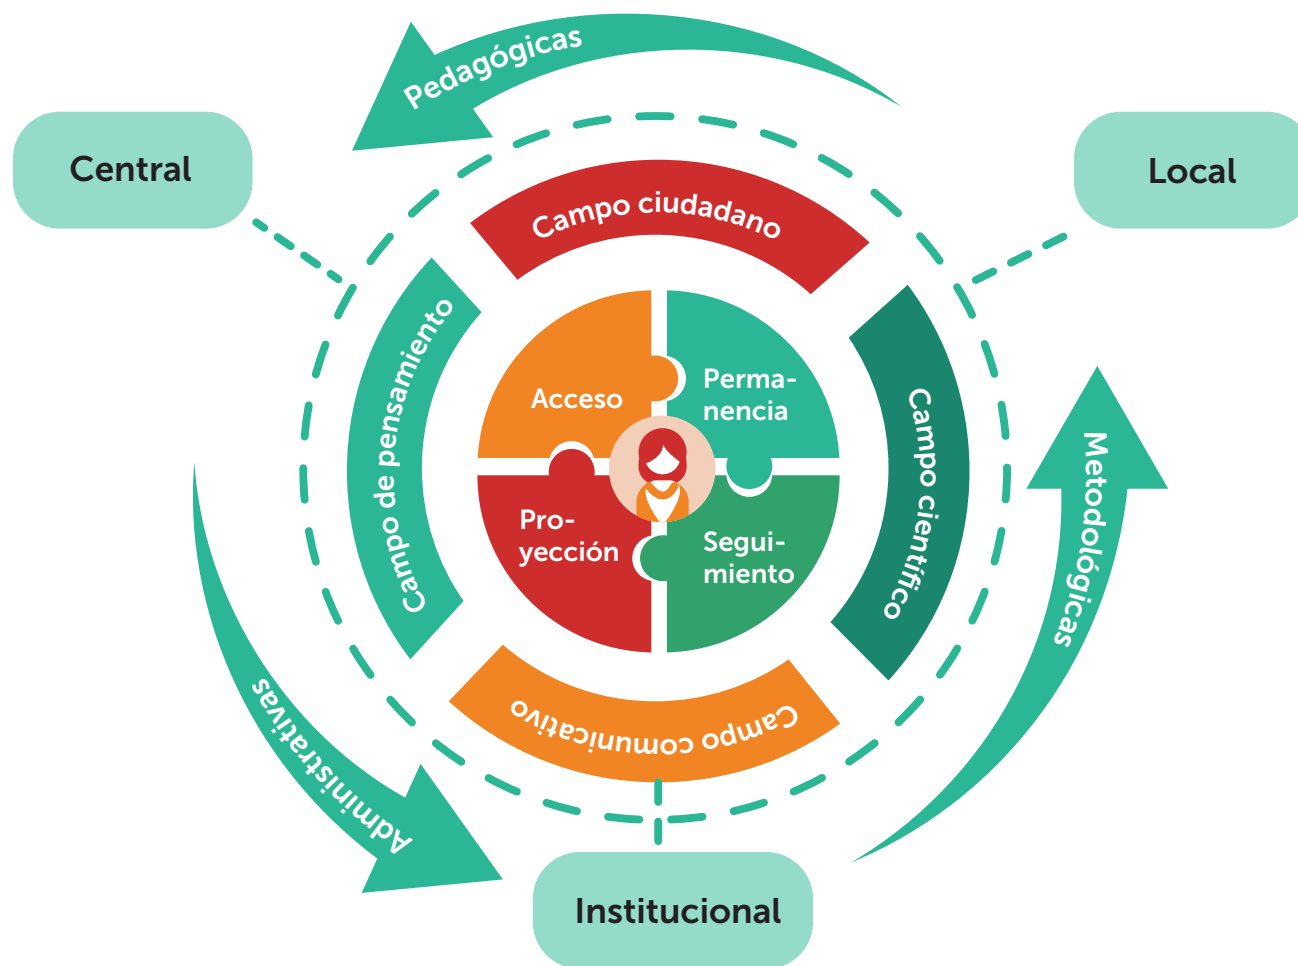 Pedagógicas
Central
Local
Campo ciudadano
Campo de pensamiento
Acceso
Perma-
nencia
Campo científico
Metodológicas
Pro-
yección
Segui-
miento
Campo comunicativo
Administrativas
Institucional